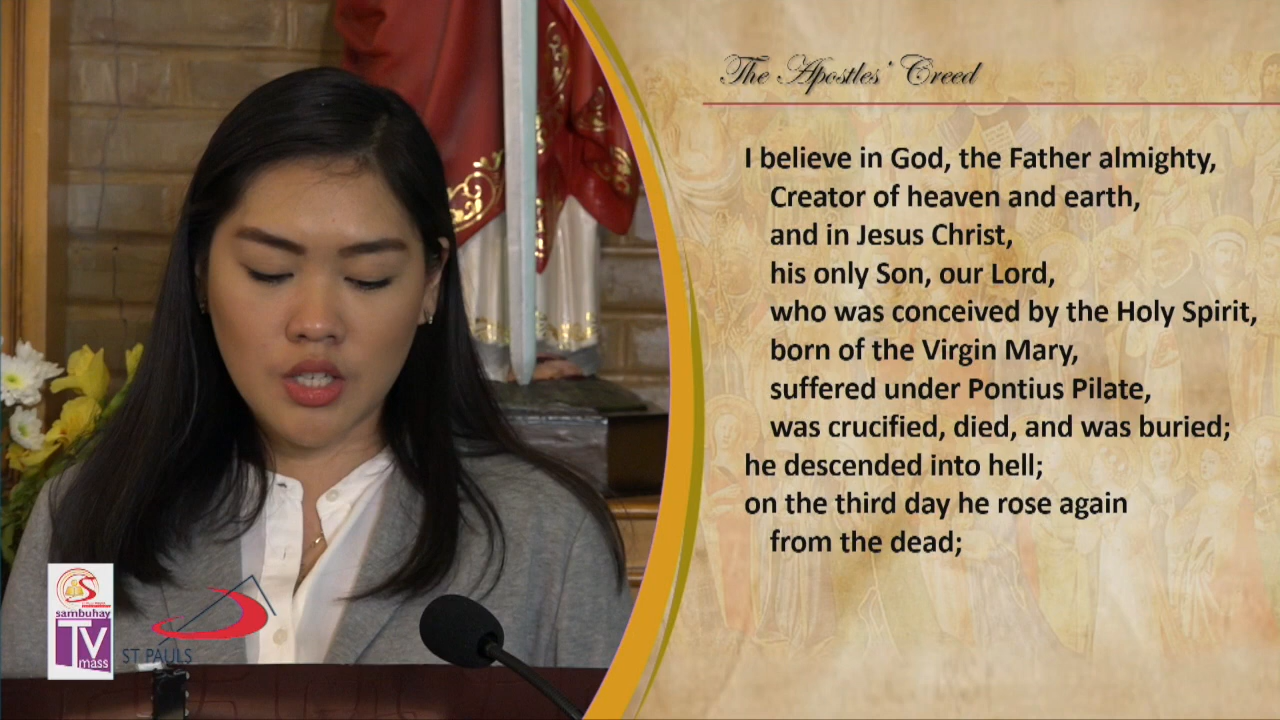 The Apostles' Creed
I believe in God, the Father almighty,
Creator of heaven and earth,
and in Jesus Christ,
his only Son, our Lord,
who was conceived by the Holy Spirit,
born of the Virgin Mary,
suffered under Pontius Pilate,
was crucified, died, and was buried;
he descended into hell;
on the third day he rose again
from the dead;
sambuhay
TV
mass
ST PAULS